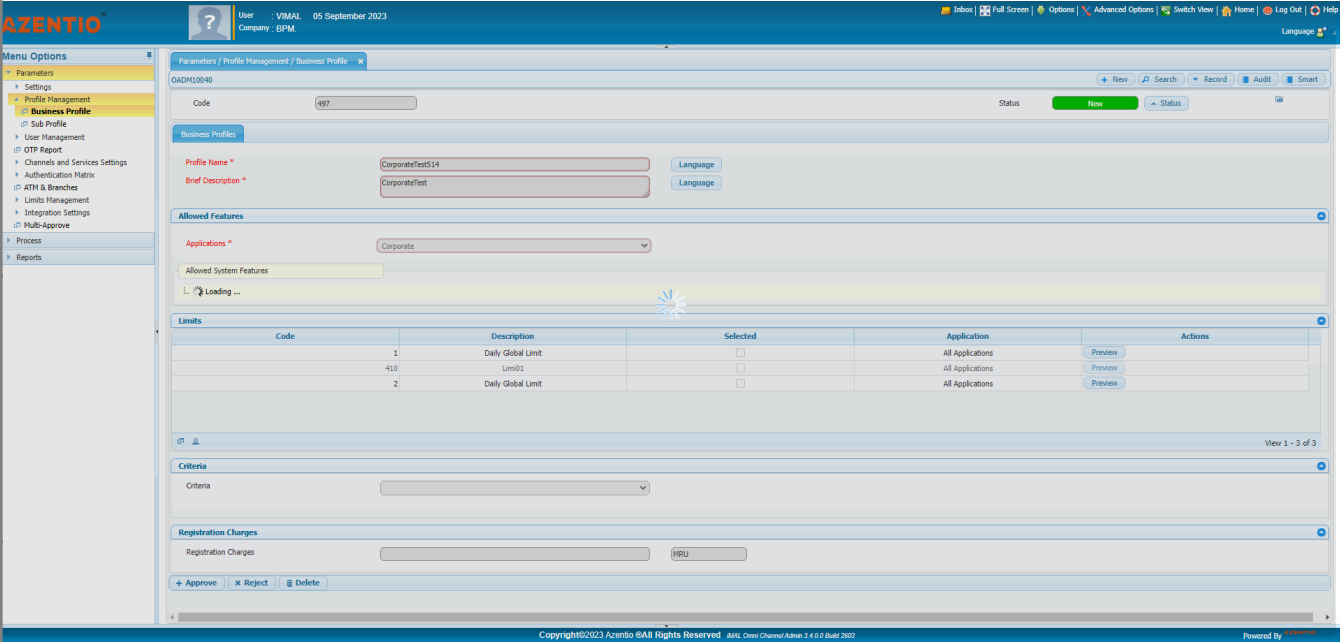 AZENTIO
?
User : VIMAL 05 September 2023
Company : BPM.
Inbox | Full Screen | Options | Advanced Options | Switch View | Home | Log Out | Help
Language
Menu Options
Parameters
Settings
Profile Management
Business Profile
Sub Profile
User Management
OTP Report
Channels and Services Settings
Authentication Matrix
ATM & Branches
Limits Management
Integration Settings
Multi-Approve
Process
Reports
Parameters / Profile Management / Business Profile
OADM10040
New Search Record Audit Smart
Code 497 Status New Status
Business Profiles
Profile Name * CorporateTest514 Language
Brief Description * CorporateTest Language
Allowed Features
Applications * Corporate
Allowed System Features
Loading ...
Limits
Code Description Selected Application Actions
1 Daily Global Limit All Applications Preview
410 Limi01 All Applications Preview
2 Daily Global Limit All Applications Preview
View 1 - 3 of 3
Criteria
Criteria
Registration Charges
Registration Charges MRU
Approve Reject Delete
Copyright©2023 Azentio ®All Rights Reserved IMAL Omni Channel Admin 3.4.0.0 Build 2603
Powered By AZENTIO